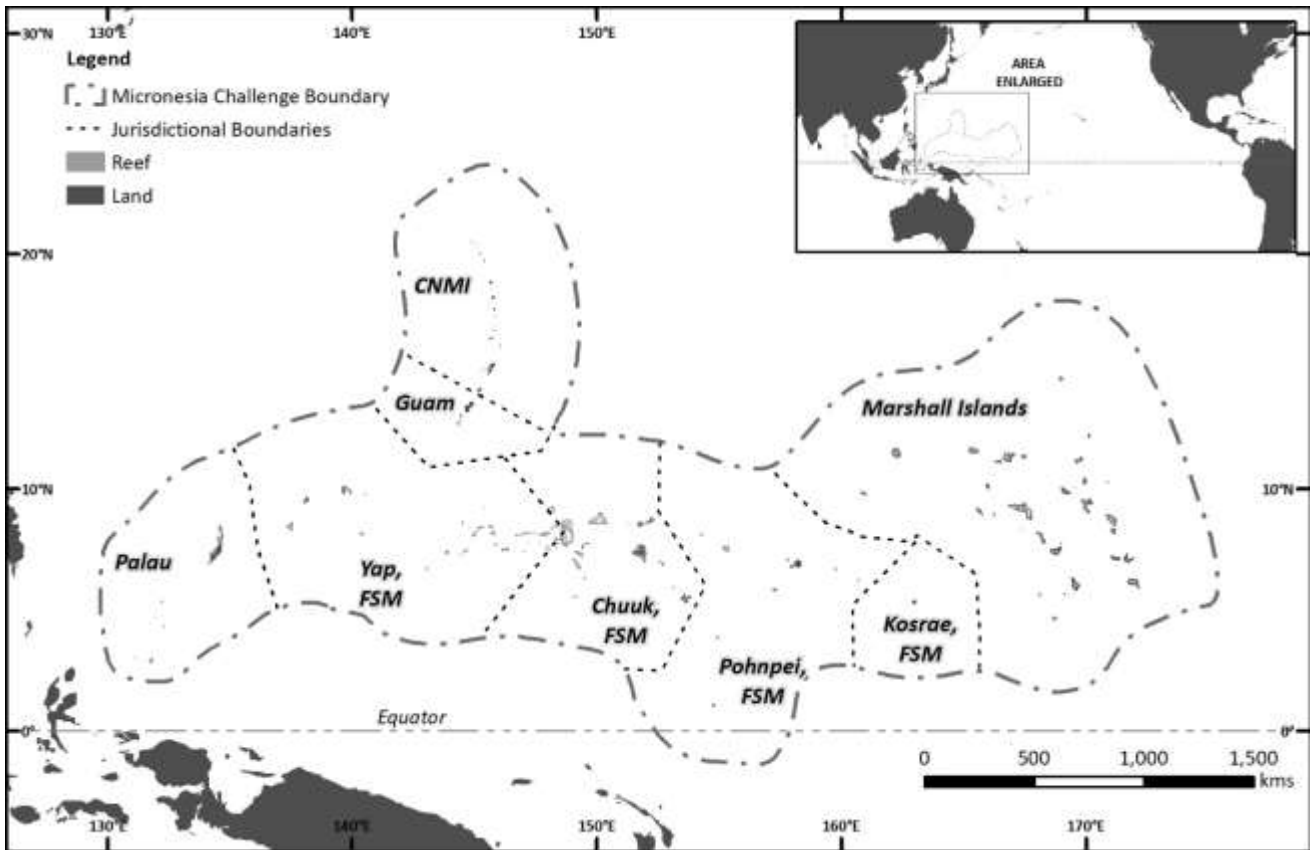 130°E
140°E
150°E
30°N
Legend
Micronesia Challenge Boundary
Jurisdictional Boundaries
Reef
Land
AREA
ENLARGED
20°N
20°N
CNMI
Guam
Marshall Islands
10°N
10°N
Palau
Yap,
FSM
Chuuk,
FSM
Kosrae,
FSM
Pohnpei,
FSM
Equator
0°
0°
0
500
1,000
1,500
kms
130°E
140°E
150°E
160°E
170°E